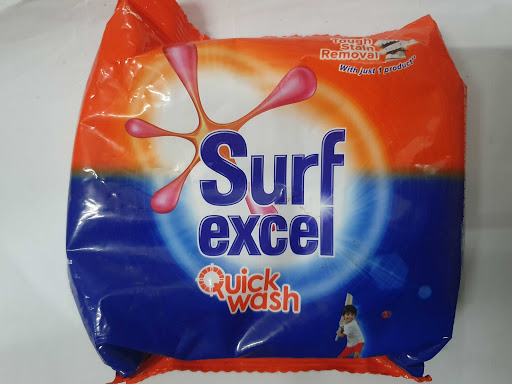 Tough
Stain
Removal
With just 1 product*
Surf
excel
Quick
wash